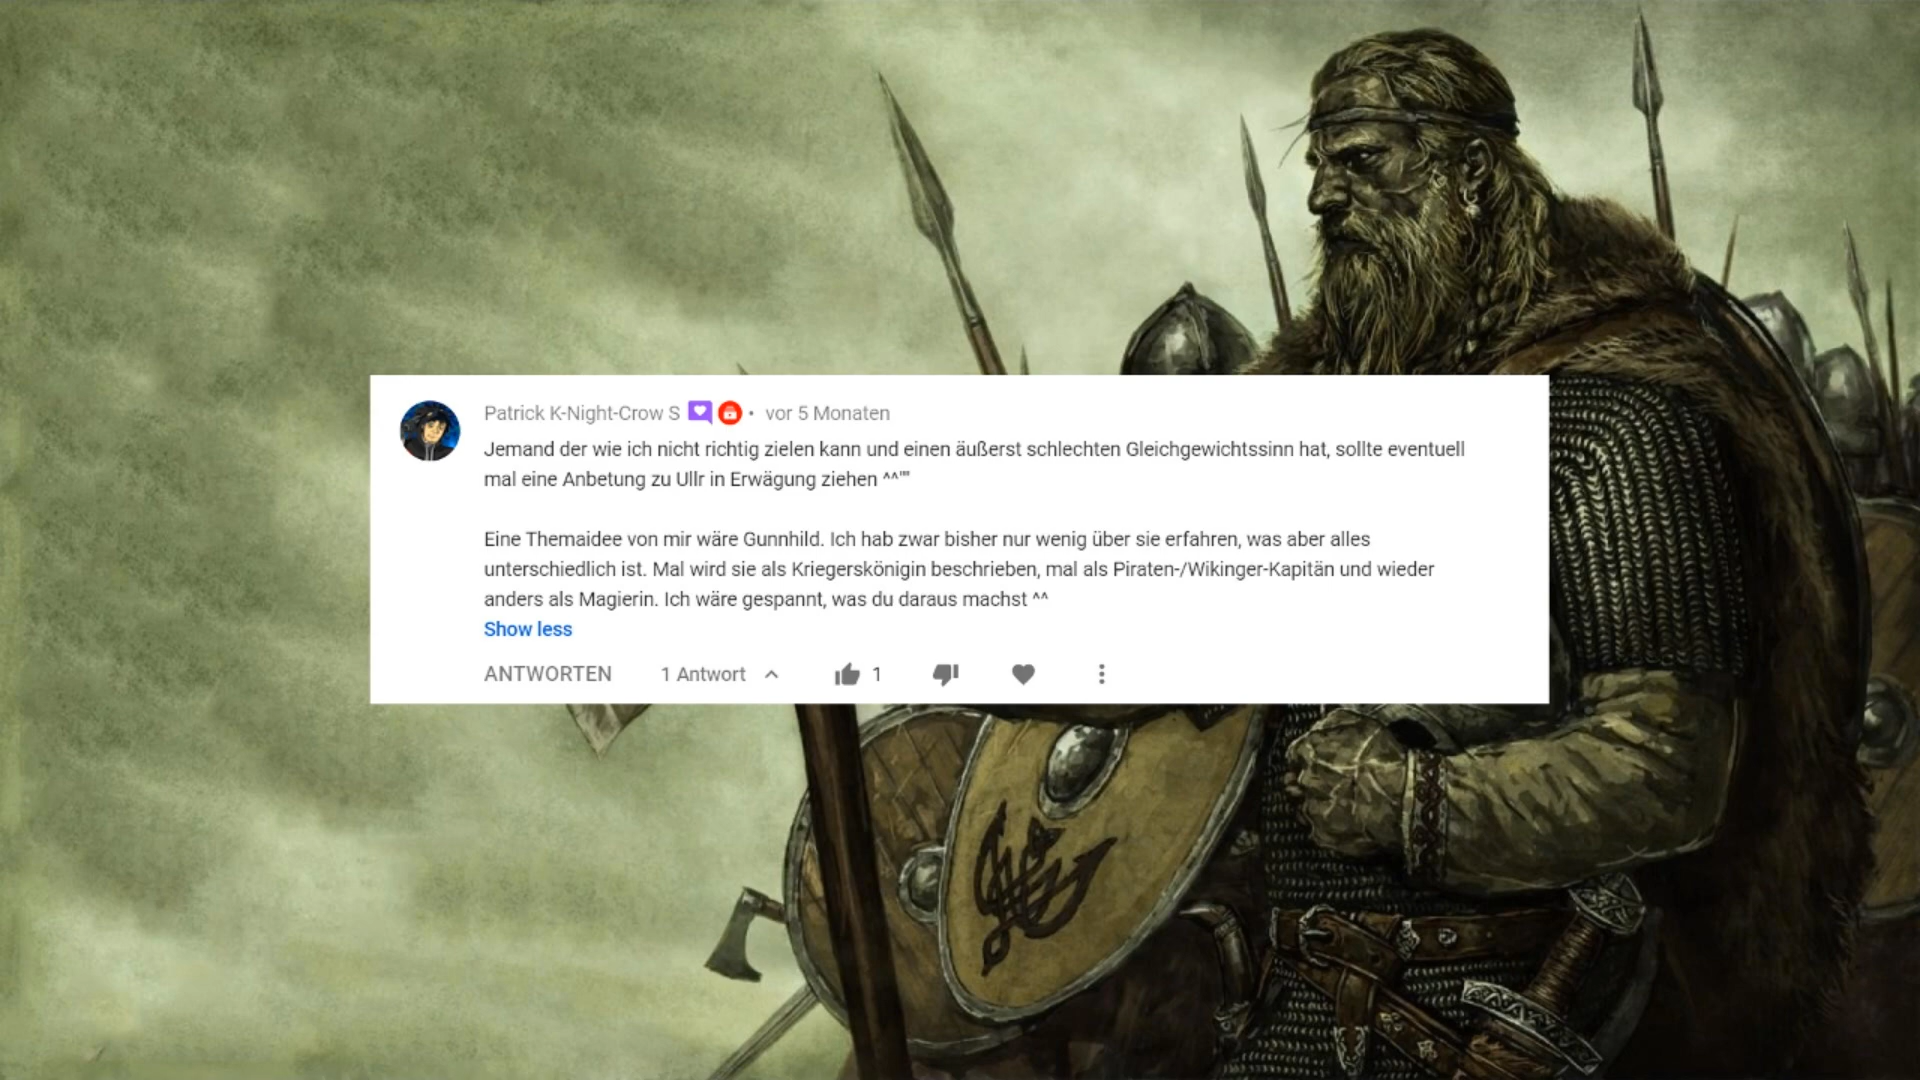 Patrick K-Night-Crow S • vor 5 Monaten
Jemand der wie ich nicht richtig zielen kann und einen äußerst schlechten Gleichgewichtssinn hat, sollte eventuell
mal eine Anbetung zu Ullr in Erwägung ziehen ^^""
Eine Themaidee von mir wäre Gunnhild. Ich hab zwar bisher nur wenig über sie erfahren, was aber alles
unterschiedlich ist. Mal wird sie als Kriegerskönigin beschrieben, mal als Piraten-/Wikinger-Kapitän und wieder
anders als Magierin. Ich wäre gespannt, was du daraus machst ^^
Show less
ANTWORTEN 1 Antwort 1